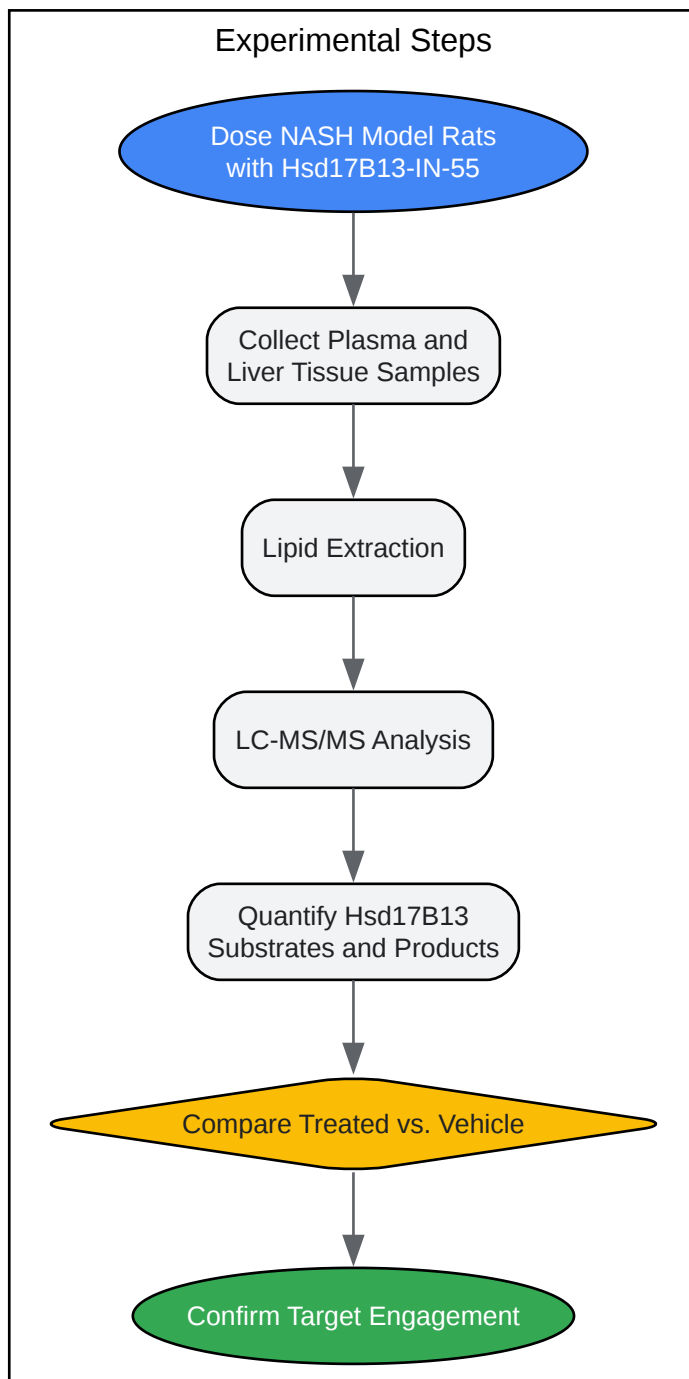 Experimental Steps
Dose NASH Model Rats
with Hsd17B13-IN-55
Collect Plasma and
Liver Tissue Samples
Lipid Extraction
LC-MS/MS Analysis
Quantify Hsd17B13
Substrates and Products
Compare Treated vs. Vehicle
Confirm Target Engagement